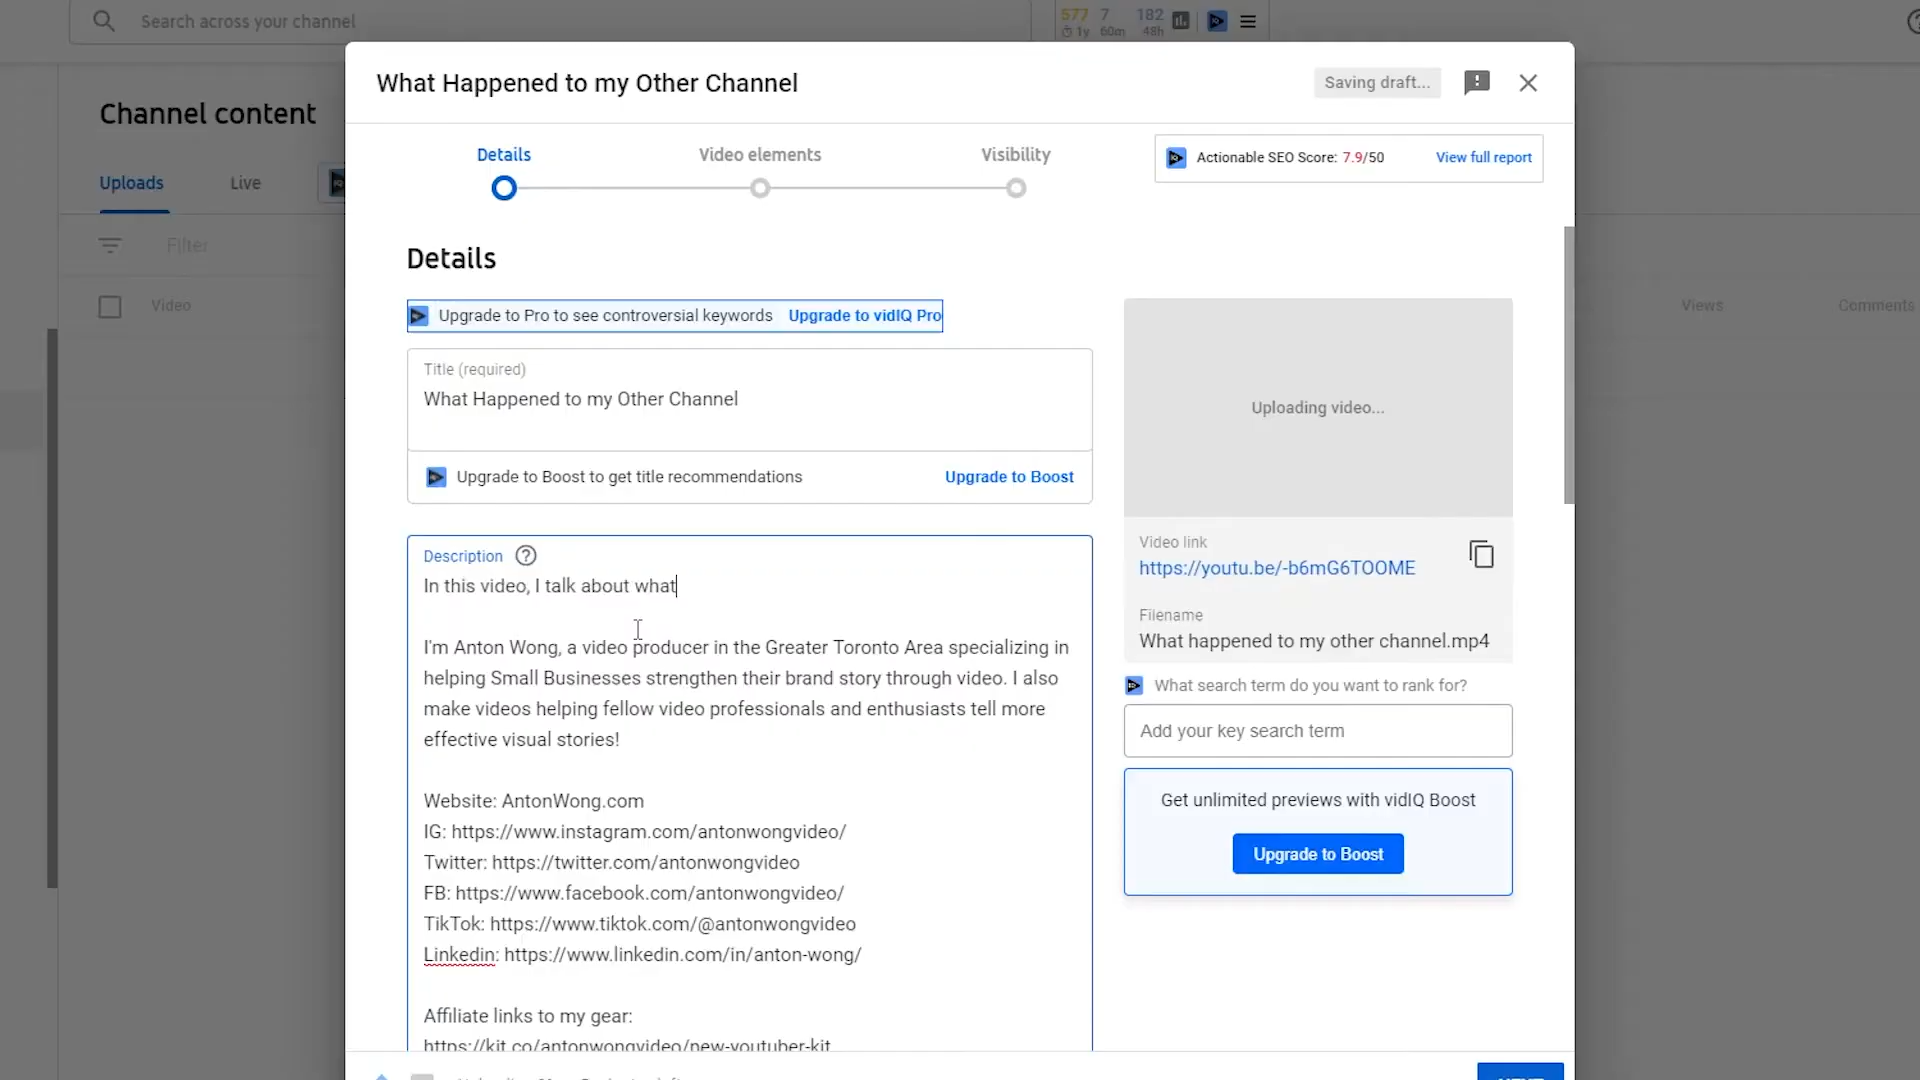 Search across your channel
577 7 182
1y 60m 48h
What Happened to my Other Channel
Saving draft...
Channel content
Details
Video elements
Visibility
Actionable SEO Score: 7.9/50
View full report
Uploads
Live
Filter
Details
Video
Views
Comments
Upgrade to Pro to see controversial keywords Upgrade to vidIQ Pro
Title (required)
What Happened to my Other Channel
Upgrade to Boost to get title recommendations
Upgrade to Boost
Uploading video...
Description
In this video, I talk about what
I'm Anton Wong, a video producer in the Greater Toronto Area specializing in
helping Small Businesses strengthen their brand story through video. I also
make videos helping fellow video professionals and enthusiasts tell more
effective visual stories!
Website: AntonWong.com
IG: https://www.instagram.com/antonwongvideo/
Twitter: https://twitter.com/antonwongvideo
FB: https://www.facebook.com/antonwongvideo/
TikTok: https://www.tiktok.com/@antonwongvideo
Linkedin: https://www.linkedin.com/in/anton-wong/
Affiliate links to my gear:
https://kit.co/antonwongvideo/new-youtuber-kit
Video link
https://youtu.be/-b6mG6TOOME
Filename
What happened to my other channel.mp4
What search term do you want to rank for?
Add your key search term
Get unlimited previews with vidIQ Boost
Upgrade to Boost